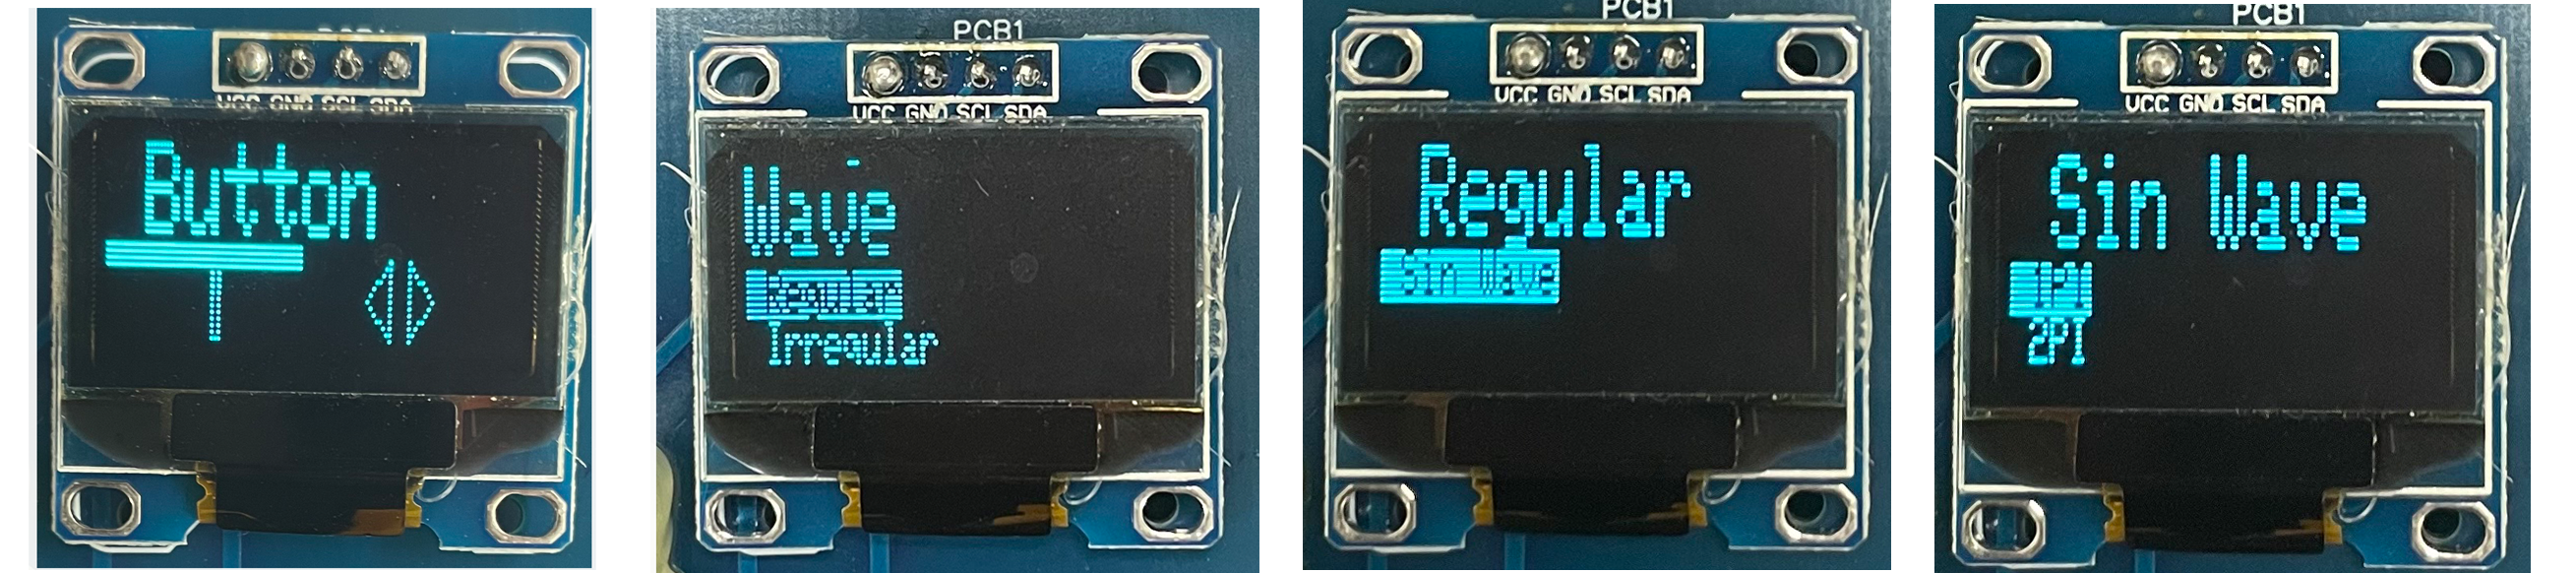 VCC GND SCL SDA
Button
PCB1
VCC GND SCL SDA
Wave
Regular
Irregular
PCB1
VCC GND SCL SDA
Regular
Sin Wave
PCB1
VCC GND SCL SDA
Sin Wave
1PI
2PI